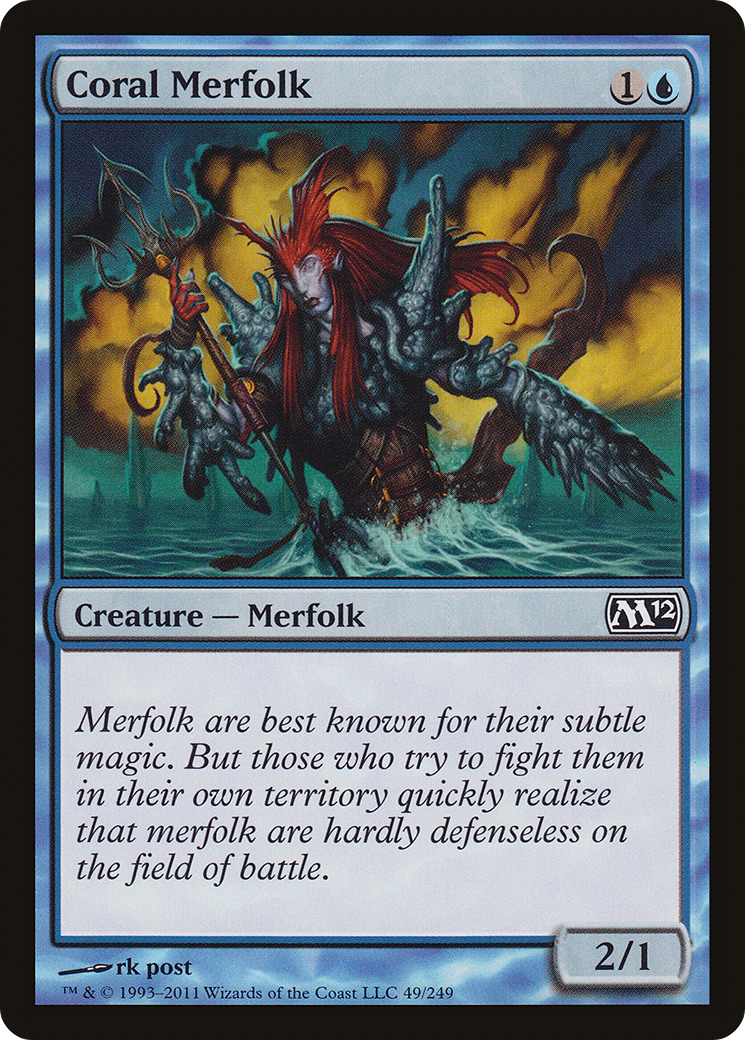 Coral Merfolk 1
Creature — Merfolk M12
Merfolk are best known for their subtle
magic. But those who try to fight them
in their own territory quickly realize
that merfolk are hardly defenseless on
the field of battle.
2/1
rk post
™ & © 1993–2011 Wizards of the Coast LLC 49/249